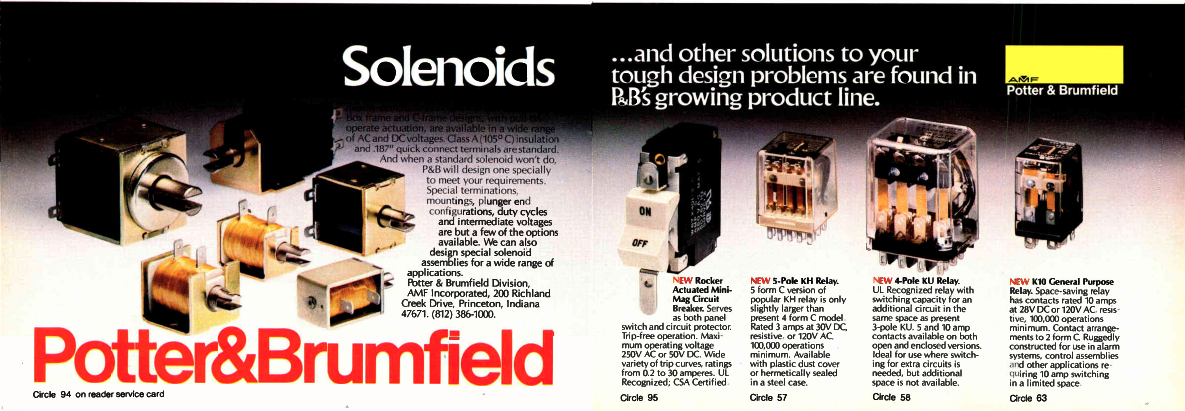 Solenoids
Box frame and C-frame designs, with pull or
operate actuation, are available in a wide range
of AC and DC voltages. Class A (105° C) insulation
and .187" quick connect terminals are standard.
And when a standard solenoid won't do,
P&B will design one specially
to meet your requirements.
Special terminations,
mountings, plunger end
configurations, duty cycles
and intermediate voltages
are but a few of the options
available. We can also
design special solenoid
assemblies for a wide range of
applications.
Potter & Brumfield Division,
AMF Incorporated, 200 Richland
Creek Drive, Princeton, Indiana
47671. (812) 386-1000.
Potter&Brumfield
Circle 94 on reader service card
...and other solutions to your
tough design problems are found in
P&B's growing product line.
AMF
Potter & Brumfield
ON
OFF
NEW Rocker
Actuated Mini-
Mag Circuit
Breaker. Serves
as both panel
switch and circuit protector.
Trip-free operation. Maxi-
mum operating voltage
250V AC or 50V DC. Wide
variety of trip curves, ratings
from 0.2 to 30 amperes. UL
Recognized; CSA Certified.
Circle 95
NEW 5-Pole KH Relay.
5 form C version of
popular KH relay is only
slightly larger than
present 4 form C model.
Rated 3 amps at 30V DC,
resistive. or 120V AC,
100,000 operations
minimum. Available
with plastic dust cover
or hermetically sealed
in a steel case.
Circle 57
NEW 4-Pole KU Relay.
UL Recognized relay with
switching capacity for an
additional circuit in the
same space as present
3-pole KU. 5 and 10 amp
contacts available on both
open and enclosed versions.
Ideal for use where switch-
ing for extra circuits is
needed, but additional
space is not available.
Circle 58
NEW K10 General Purpose
Relay. Space-saving relay
has contacts rated 10 amps
at 28V DC or 120V AC, resis-
tive, 100,000 operations
minimum. Contact arrange-
ments to 2 form C. Ruggedly
constructed for use in alarm
systems, control assemblies
and other applications re-
quiring 10 amp switching
in a limited space.
Circle 63